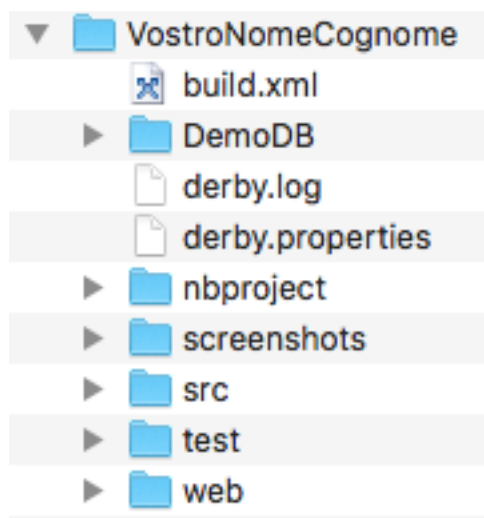 VostroNomeCognome
build.xml
DemoDB
derby.log
derby.properties
nbproject
screenshots
src
test
web